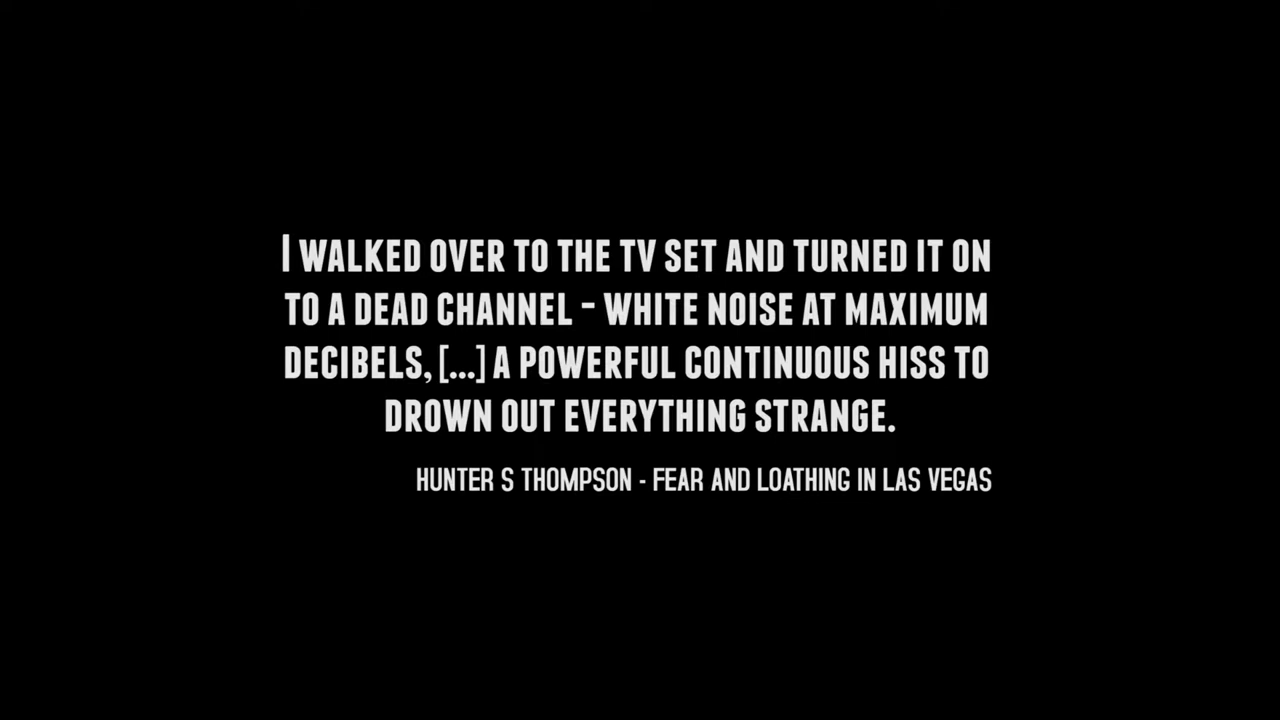 I WALKED OVER TO THE TV SET AND TURNED IT ON
TO A DEAD CHANNEL - WHITE NOISE AT MAXIMUM
DECIBELS, [...] A POWERFUL CONTINUOUS HISS TO
DROWN OUT EVERYTHING STRANGE.
HUNTER S THOMPSON - FEAR AND LOATHING IN LAS VEGAS